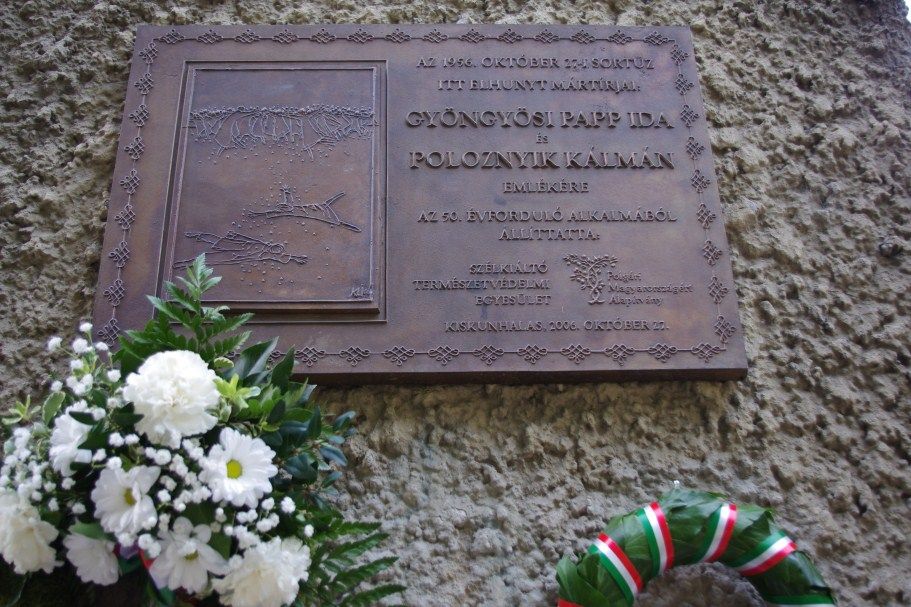 AZ 1956. OKTÓBER 27-I SORTŰZ
ITT ELHUNYT MÁRTÍRJAI:
GYÖNGYÖSI PAPP IDA
és
POLOZNYIK KÁLMÁN
EMLÉKÉRE
AZ 50. ÉVFORDULÓ ALKALMÁBÓL
ÁLLÍTTATTA:
SZÉLKIÁLTÓ
TERMÉSZETVÉDELMI
EGYESÜLET
Polgári
Magyarországért
Alapítvány
KISKUNHALAS, 2006. OKTÓBER 27.